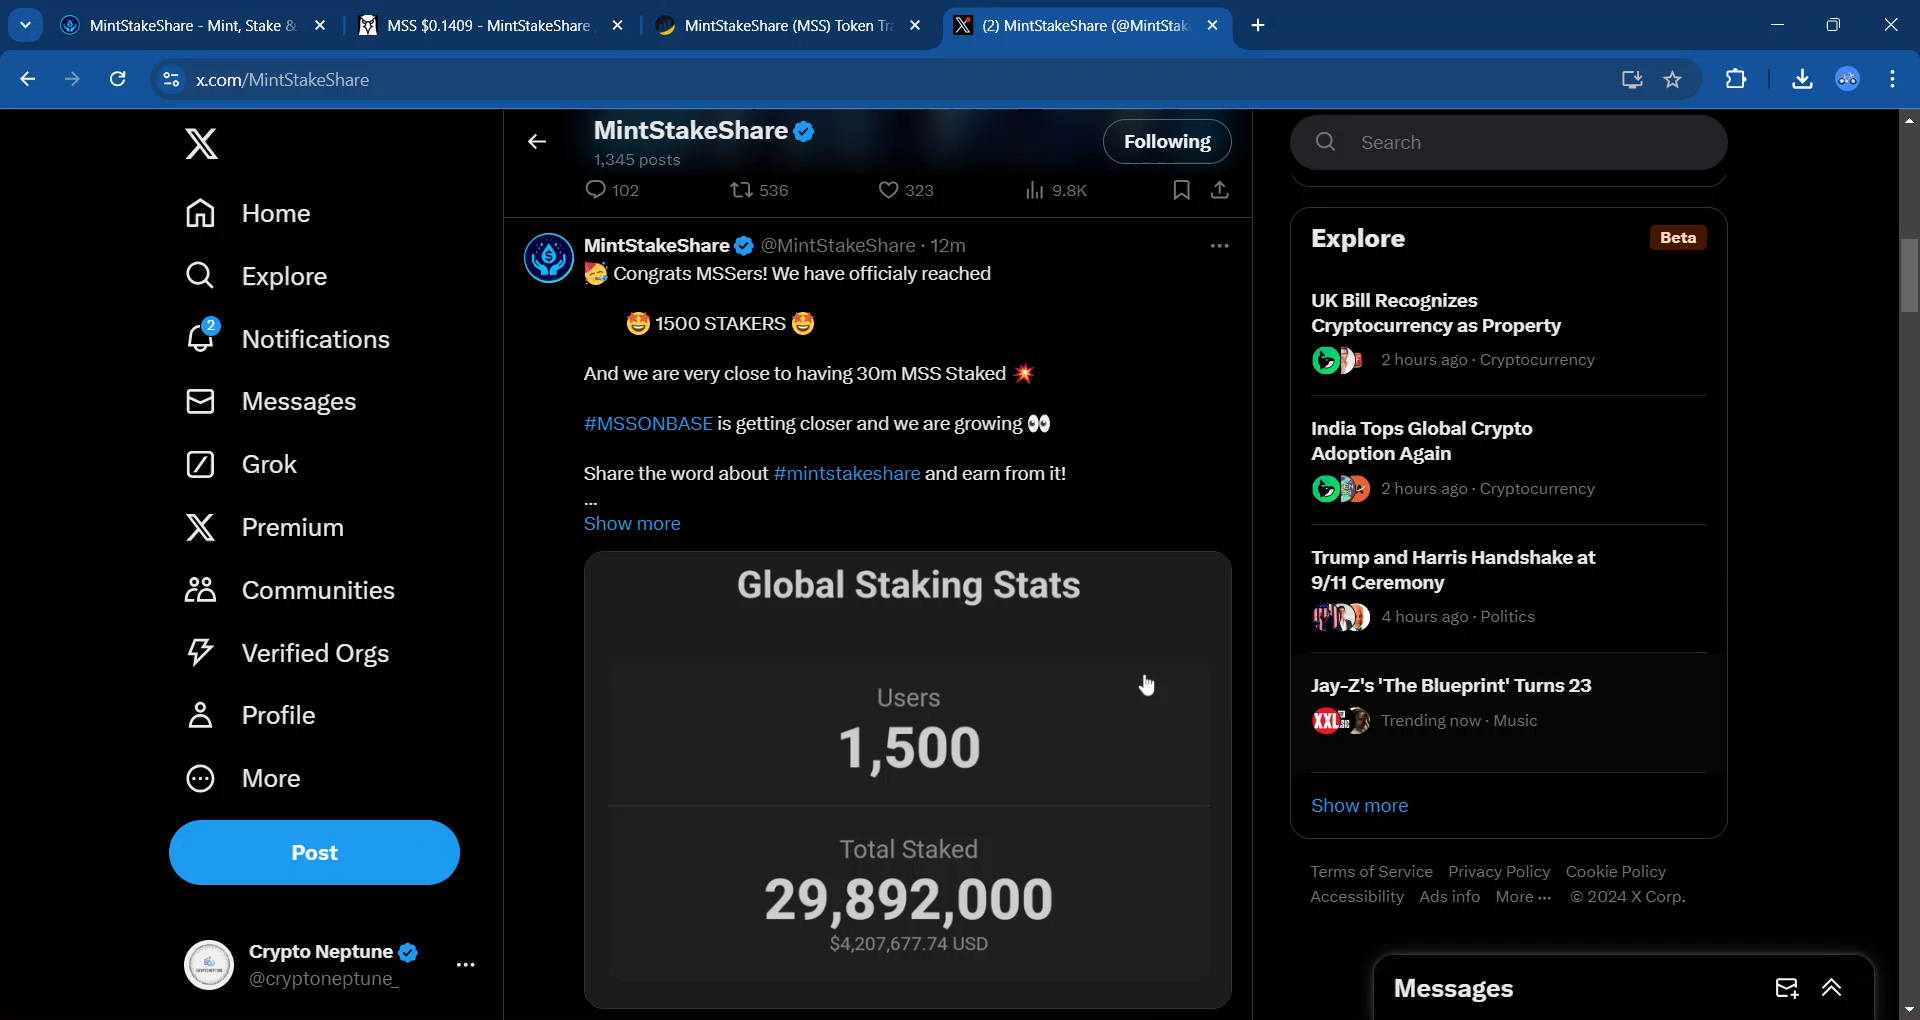 MintStakeShare - Mint, Stake &
MSS $0.1409 - MintStakeShare
MintStakeShare (MSS) Token Tra
(2) MintStakeShare (@MintStak
x.com/MintStakeShare
MintStakeShare
1,345 posts
Following
102
536
323
9.8K
Home
Explore
2
Notifications
Messages
Grok
Premium
Communities
Verified Orgs
Profile
More
Post
Crypto Neptune
@cryptoneptune_
MintStakeShare @MintStakeShare · 12m
Congrats MSSers! We have officialy reached
1500 STAKERS
And we are very close to having 30m MSS Staked
#MSSONBASE is getting closer and we are growing
Share the word about #mintstakeshare and earn from it!
...
Show more
Global Staking Stats
Users
1,500
Total Staked
29,892,000
$4,207,677.74 USD
Search
Explore
Beta
UK Bill Recognizes
Cryptocurrency as Property
2 hours ago · Cryptocurrency
India Tops Global Crypto
Adoption Again
2 hours ago · Cryptocurrency
Trump and Harris Handshake at
9/11 Ceremony
4 hours ago · Politics
Jay-Z's 'The Blueprint' Turns 23
XXL
Trending now · Music
Show more
Terms of Service Privacy Policy Cookie Policy
Accessibility Ads info More ··· © 2024 X Corp.
Messages